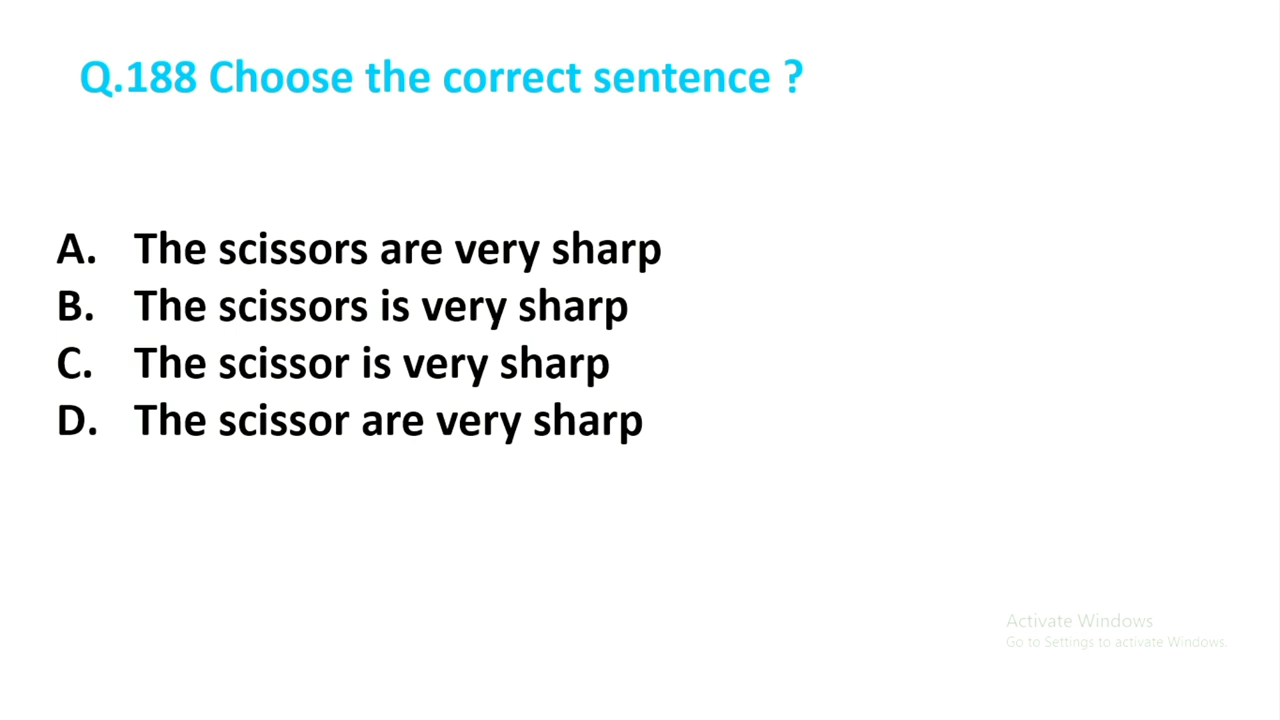 Q.188 Choose the correct sentence ?
A. The scissors are very sharp
B. The scissors is very sharp
C. The scissor is very sharp
D. The scissor are very sharp
Activate Windows
Go to Settings to activate Windows.